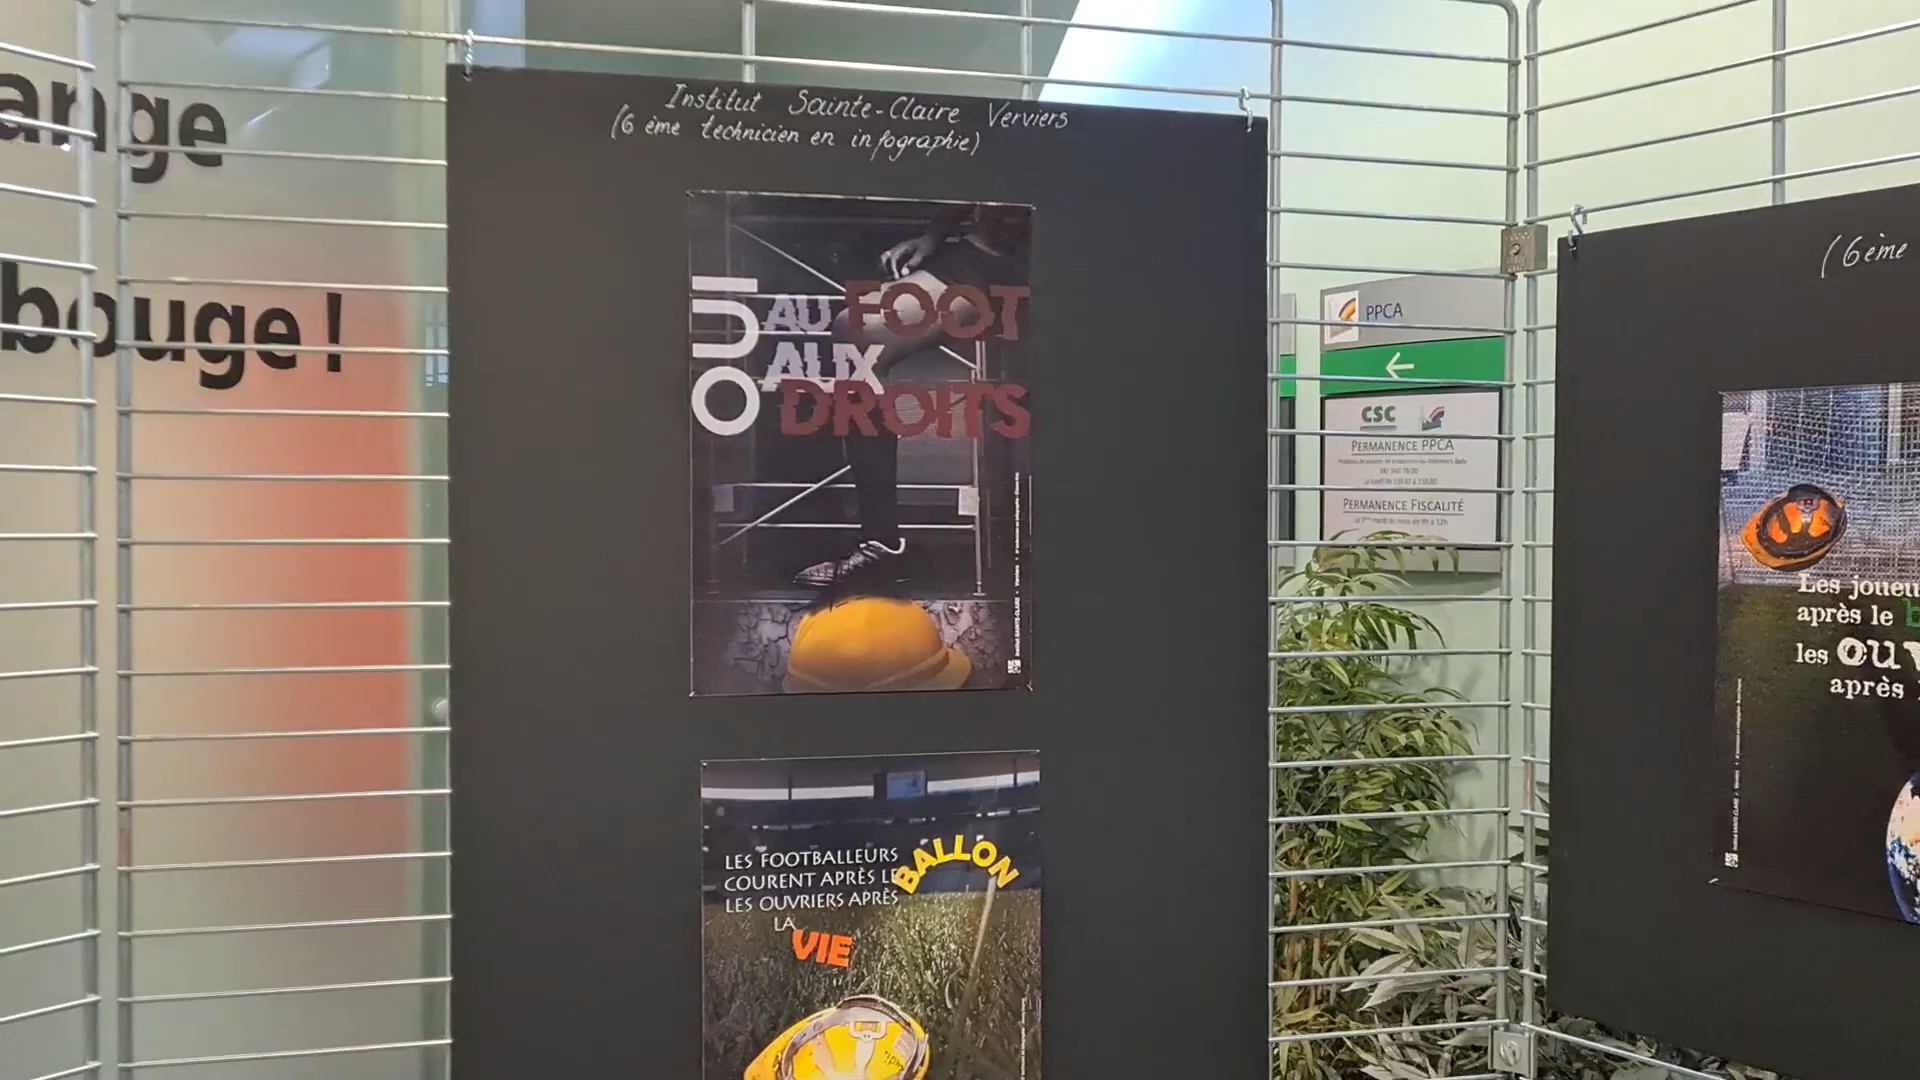 ange
bouge !
Institut Sainte-Claire Verviers
(6 ème technicien en infographie)
OUI
AU FOOT
AUX
DROITS
LES FOOTBALLEURS
COURENT APRÈS LE
BALLON
LES OUVRIERS APRÈS
LA
VIE
PPCA
CSC
PERMANENCE PPCA
PERMANENCE FISCALITÉ
(6ème
Les joueu
après le
les ouv
après